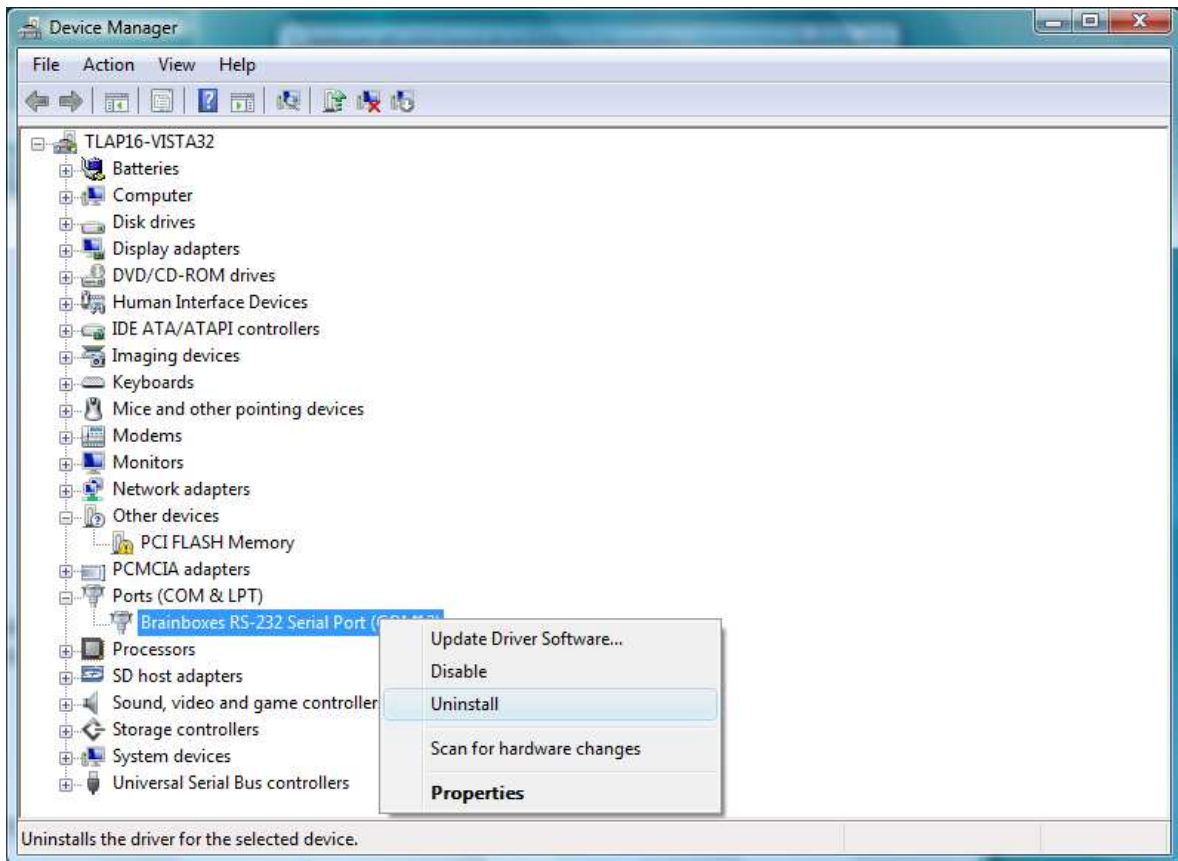 Device Manager
File Action View Help
TLAP16-VISTA32
Batteries
Computer
Disk drives
Display adapters
DVD/CD-ROM drives
Human Interface Devices
IDE ATA/ATAPI controllers
Imaging devices
Keyboards
Mice and other pointing devices
Modems
Monitors
Network adapters
Other devices
PCI FLASH Memory
PCMCIA adapters
Ports (COM & LPT)
Brainboxes RS-232 Serial Port
Processors
SD host adapters
Sound, video and game controller
Storage controllers
System devices
Universal Serial Bus controllers
Update Driver Software...
Disable
Uninstall
Scan for hardware changes
Properties
Uninstalls the driver for the selected device.